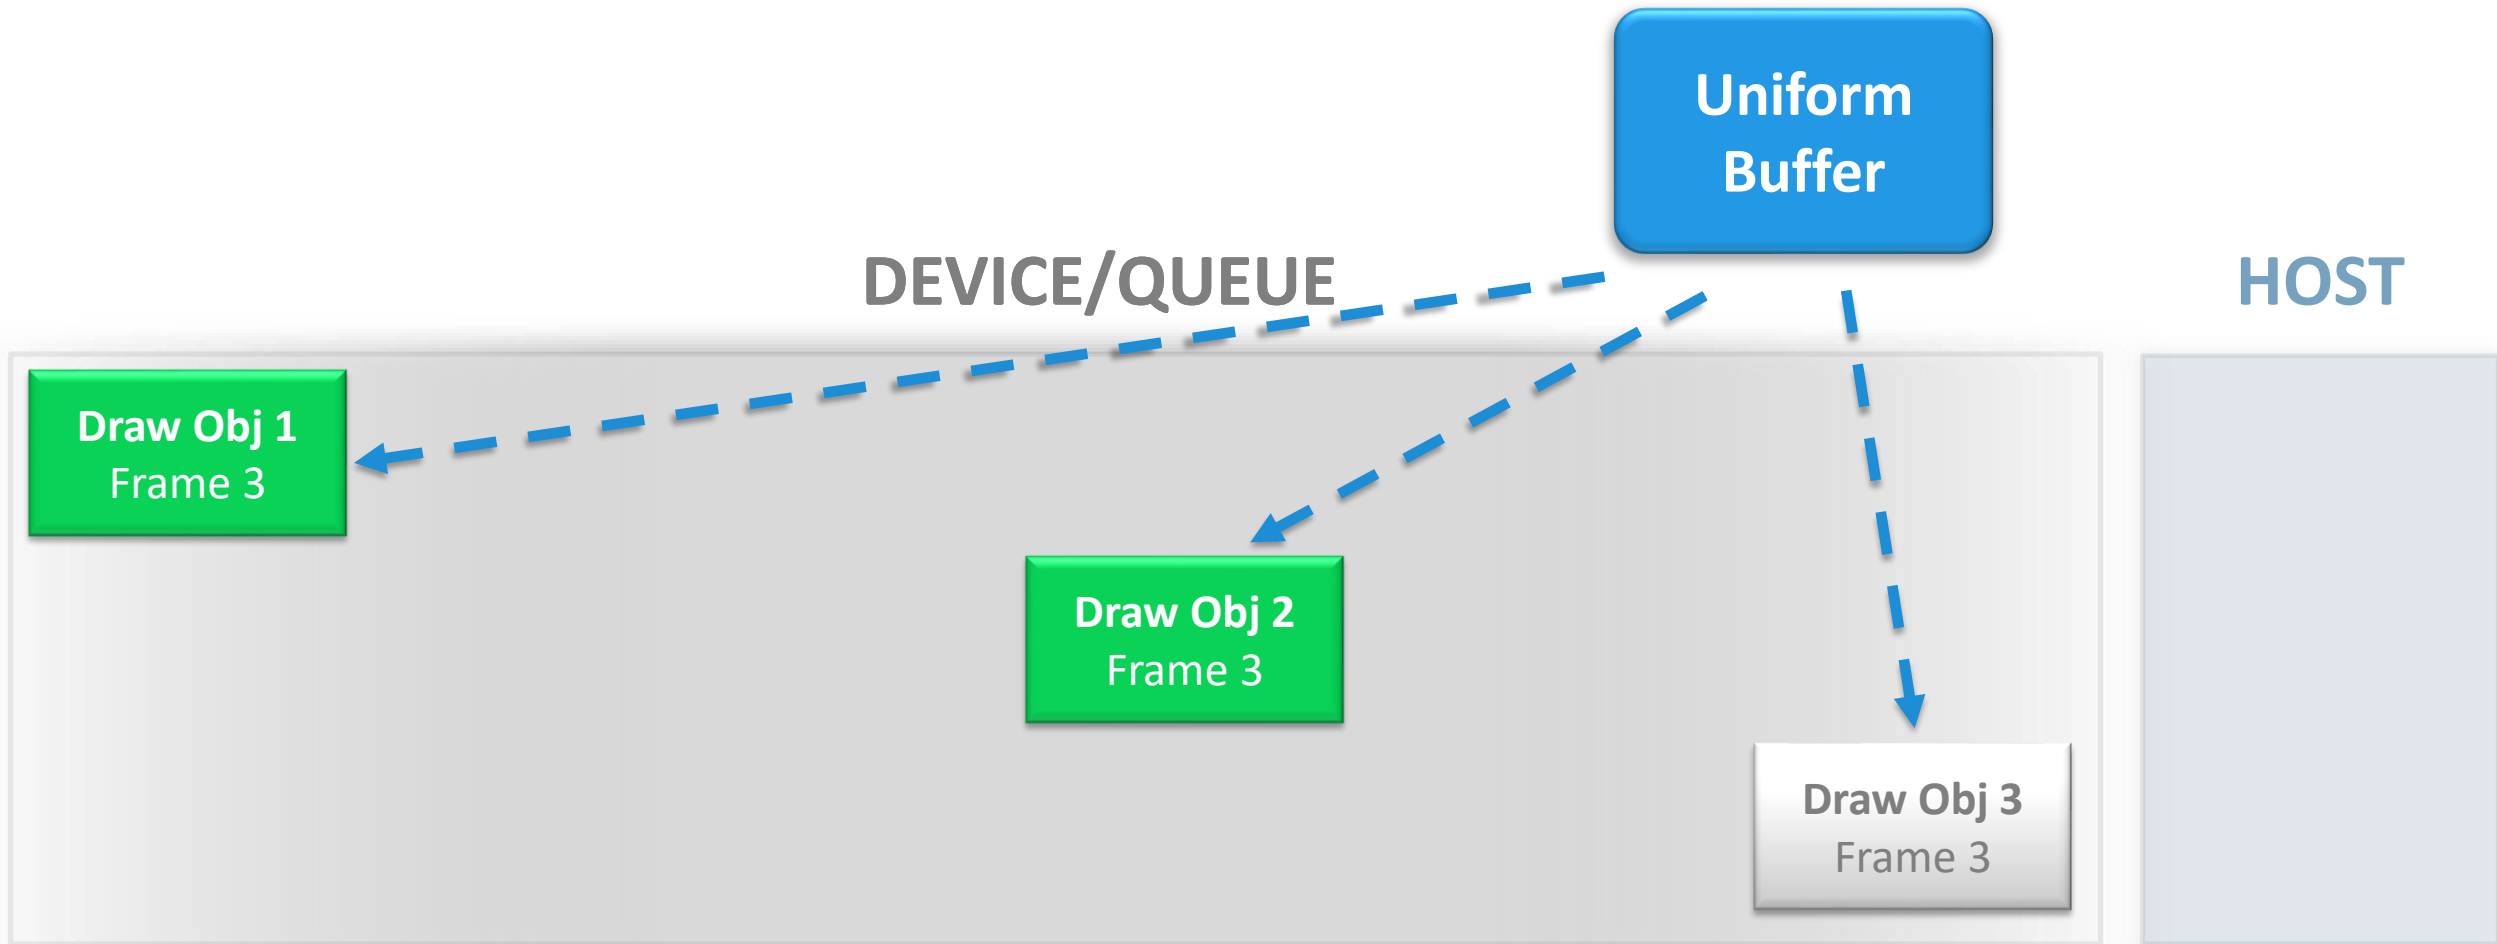 Uniform
Buffer
DEVICE/QUEUE
HOST
Draw Obj 1
Frame 3
Draw Obj 2
Frame 3
Draw Obj 3
Frame 3